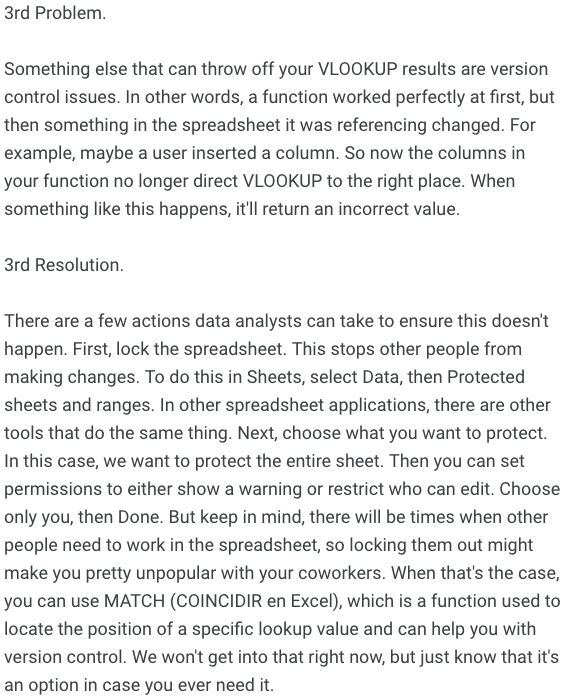 3rd Problem.
Something else that can throw off your VLOOKUP results are version
control issues. In other words, a function worked perfectly at first, but
then something in the spreadsheet it was referencing changed. For
example, maybe a user inserted a column. So now the columns in
your function no longer direct VLOOKUP to the right place. When
something like this happens, it'll return an incorrect value.
3rd Resolution.
There are a few actions data analysts can take to ensure this doesn't
happen. First, lock the spreadsheet. This stops other people from
making changes. To do this in Sheets, select Data, then Protected
sheets and ranges. In other spreadsheet applications, there are other
tools that do the same thing. Next, choose what you want to protect.
In this case, we want to protect the entire sheet. Then you can set
permissions to either show a warning or restrict who can edit. Choose
only you, then Done. But keep in mind, there will be times when other
people need to work in the spreadsheet, so locking them out might
make you pretty unpopular with your coworkers. When that's the case,
you can use MATCH (COINCIDIR en Excel), which is a function used to
locate the position of a specific lookup value and can help you with
version control. We won't get into that right now, but just know that it's
an option in case you ever need it.